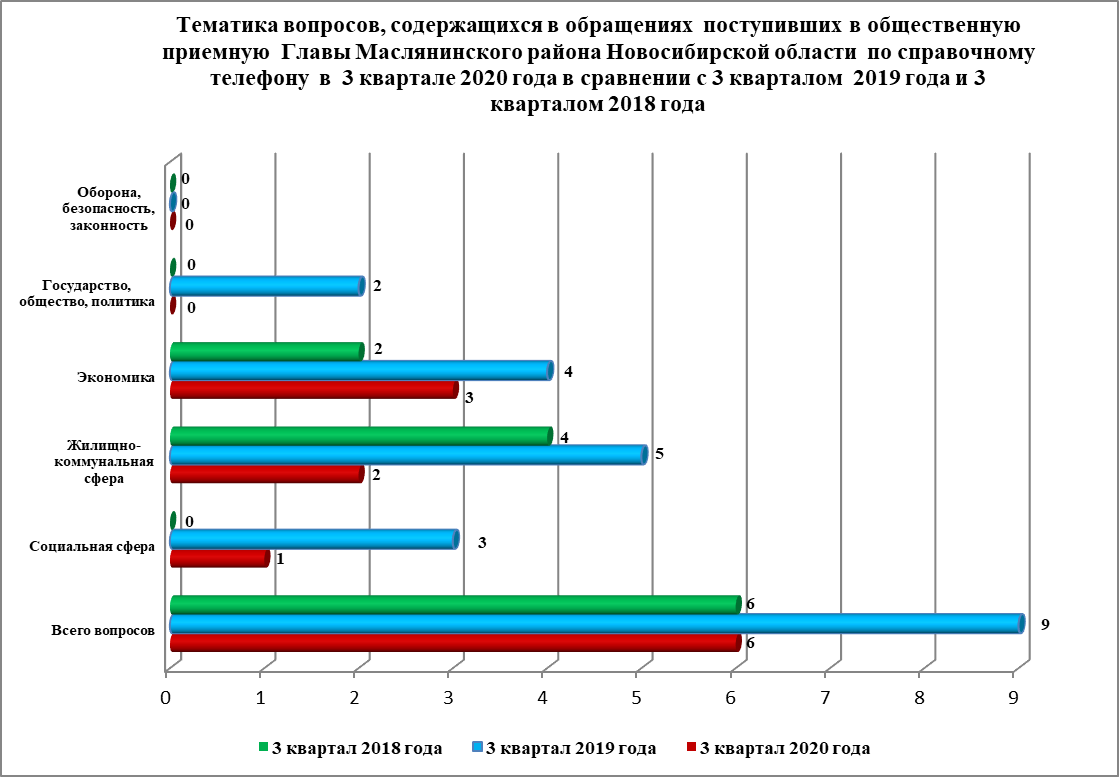 Тематика вопросов, содержащихся в обращениях поступивших в общественную
приемную Главы Маслянинского района Новосибирской области по справочному
телефону в 3 квартале 2020 года в сравнении с 3 кварталом 2019 года и 3
кварталом 2018 года
Оборона,
безопасность,
законность
0
0
0
Государство,
общество, политика
0
2
0
Экономика
2
4
3
Жилищно-
коммунальная
сфера
4
5
2
Социальная сфера
0
3
1
Всего вопросов
6
9
6
0 1 2 3 4 5 6 7 8 9
3 квартал 2018 года 3 квартал 2019 года 3 квартал 2020 года